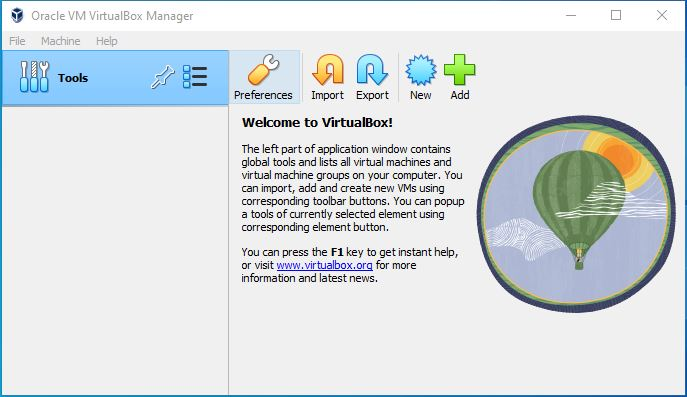 Oracle VM VirtualBox Manager
File Machine Help
Tools
Preferences Import Export New Add
Welcome to VirtualBox!
The left part of application window contains
global tools and lists all virtual machines and
virtual machine groups on your computer. You
can import, add and create new VMs using
corresponding toolbar buttons. You can popup
a tools of currently selected element using
corresponding element button.
You can press the F1 key to get instant help,
or visit www.virtualbox.org for more
information and latest news.